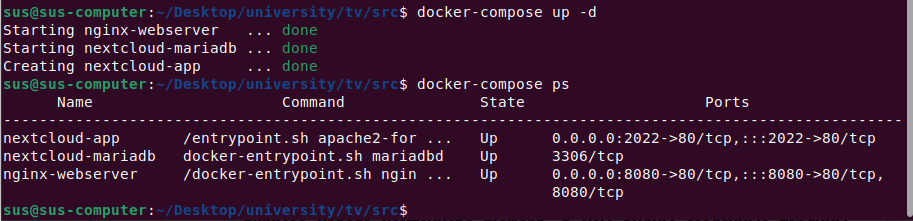 sus@sus-computer:~/Desktop/university/tv/src$ docker-compose up -d
Starting nginx-webserver   ... done
Starting nextcloud-mariadb ... done
Creating nextcloud-app     ... done
sus@sus-computer:~/Desktop/university/tv/src$ docker-compose ps
      Name                     Command               State                       Ports
--------------------------------------------------------------------------------------------------------------
nextcloud-app       /entrypoint.sh apache2-for ...   Up      0.0.0.0:2022->80/tcp,:::2022->80/tcp
nextcloud-mariadb   docker-entrypoint.sh mariadbd    Up      3306/tcp
nginx-webserver     /docker-entrypoint.sh ngin ...   Up      0.0.0.0:8080->80/tcp,:::8080->80/tcp,
                                                             8080/tcp
sus@sus-computer:~/Desktop/university/tv/src$